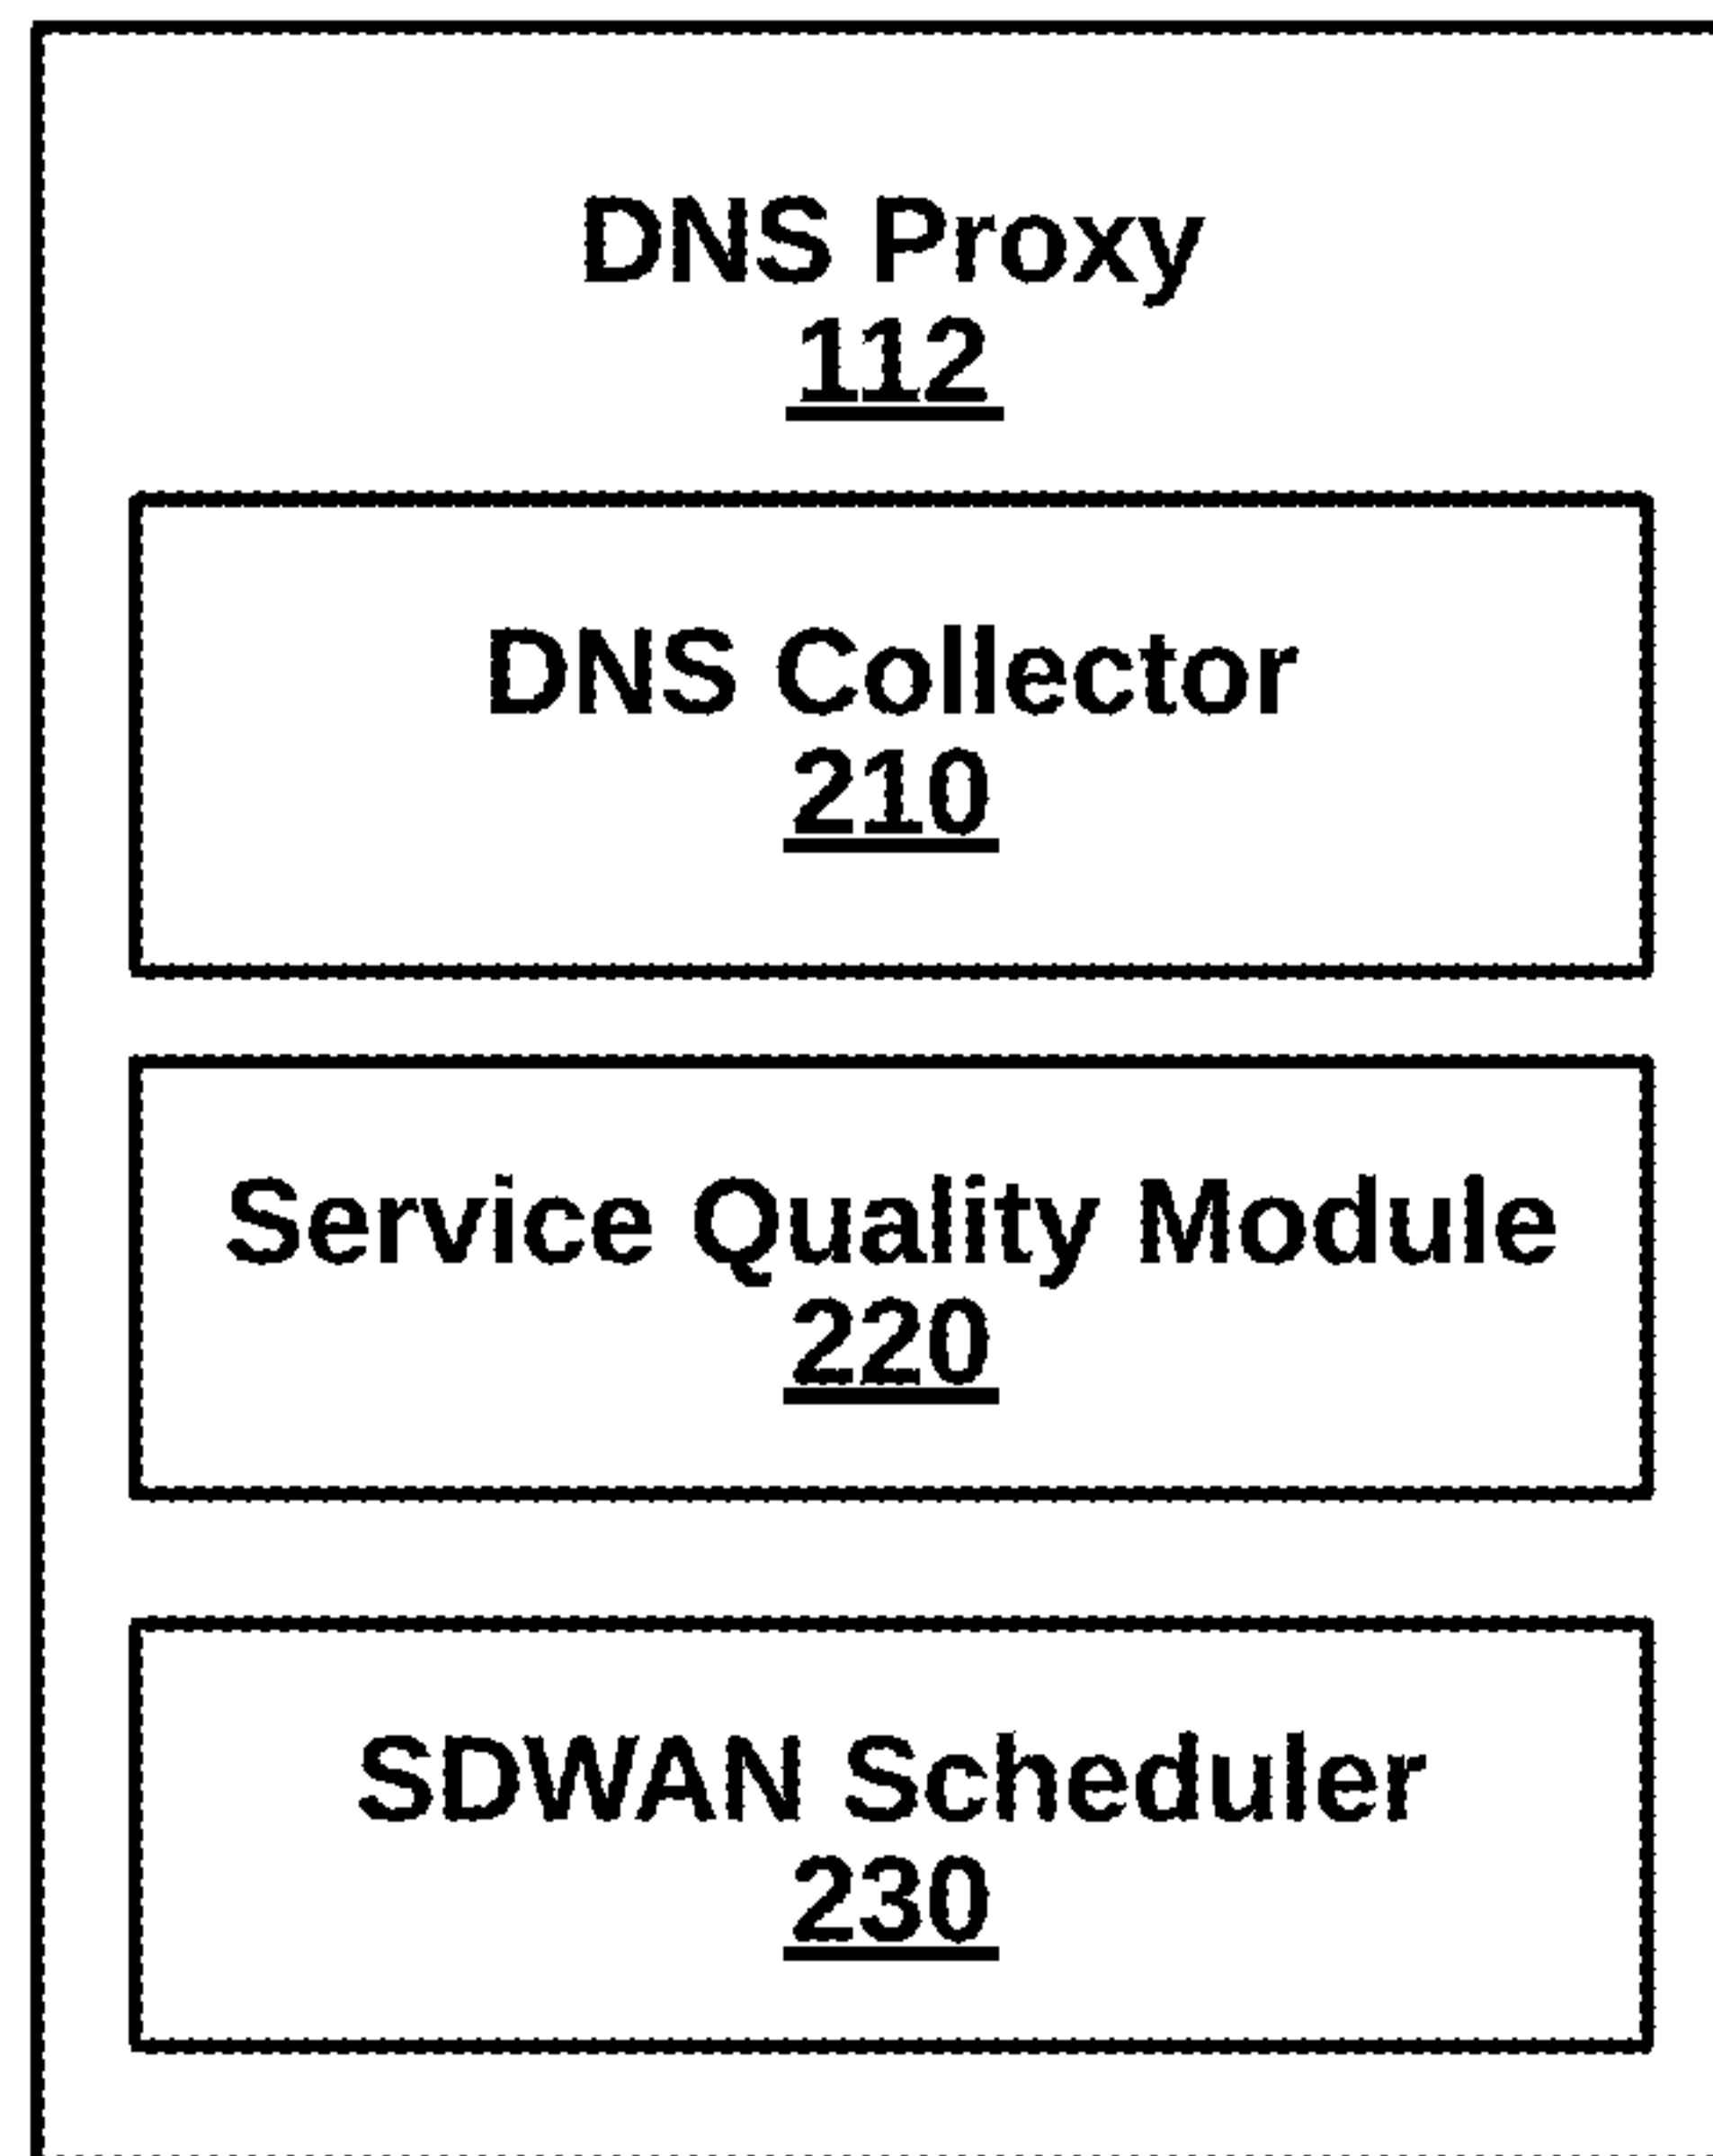 DNS Proxy
112
DNS Collector
210
Service Quality Module
220
SDWAN Scheduler
230